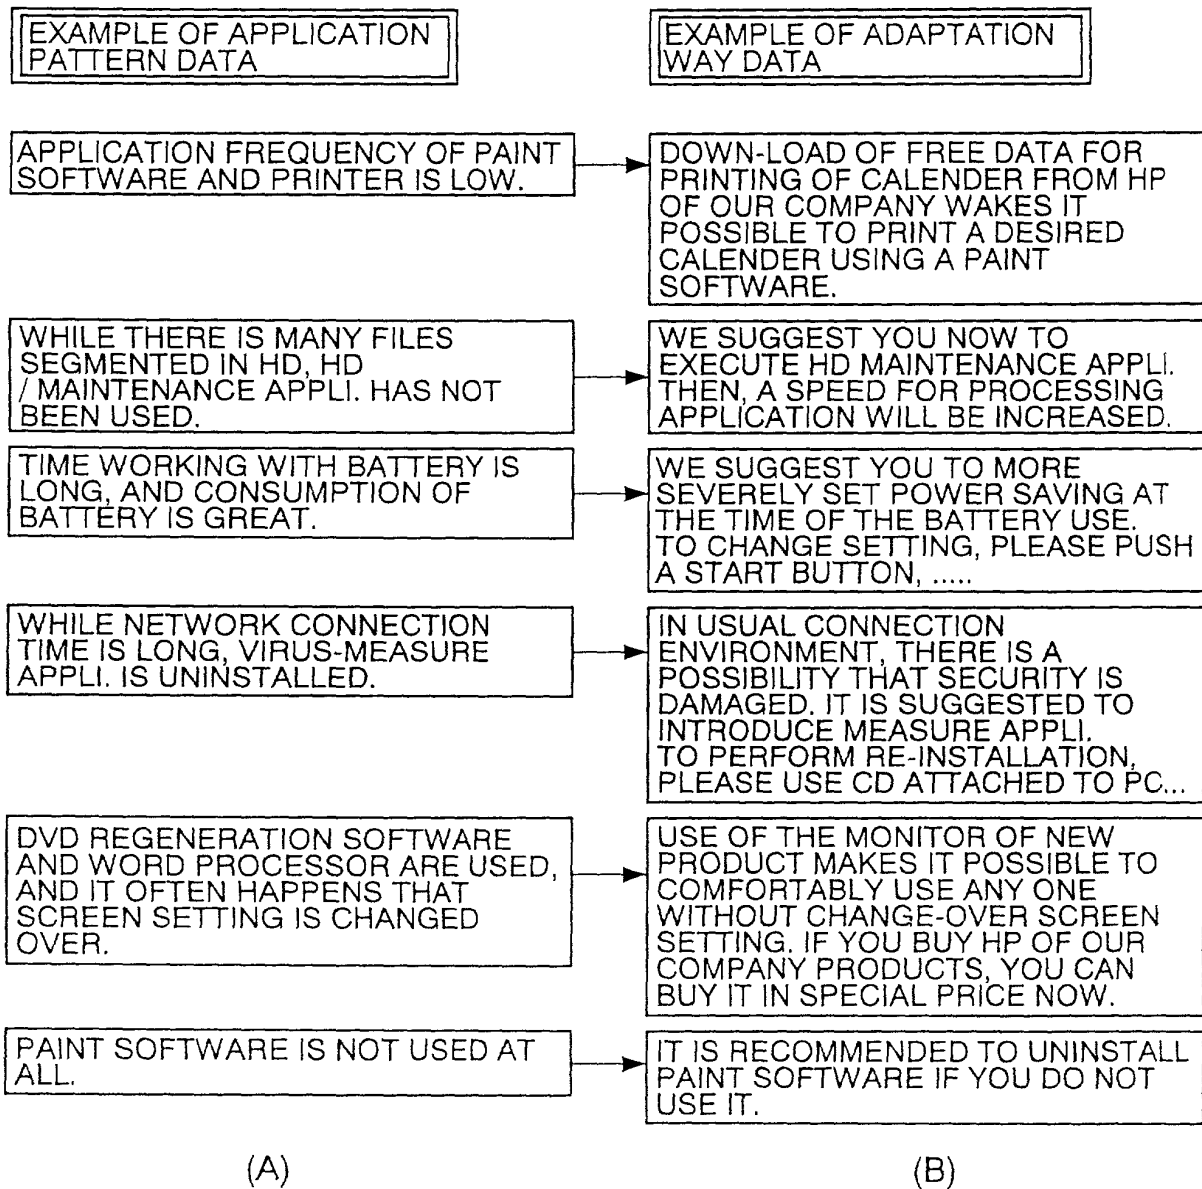 EXAMPLE OF APPLICATION
PATTERN DATA
EXAMPLE OF ADAPTATION
WAY DATA
APPLICATION FREQUENCY OF PAINT
SOFTWARE AND PRINTER IS LOW.
DOWN-LOAD OF FREE DATA FOR
PRINTING OF CALENDER FROM HP
OF OUR COMPANY WAKES IT
POSSIBLE TO PRINT A DESIRED
CALENDER USING A PAINT
SOFTWARE.
WHILE THERE IS MANY FILES
SEGMENTED IN HD, HD
/ MAINTENANCE APPLI. HAS NOT
BEEN USED.
WE SUGGEST YOU NOW TO
EXECUTE HD MAINTENANCE APPLI.
THEN, A SPEED FOR PROCESSING
APPLICATION WILL BE INCREASED.
TIME WORKING WITH BATTERY IS
LONG, AND CONSUMPTION OF
BATTERY IS GREAT.
WE SUGGEST YOU TO MORE
SEVERELY SET POWER SAVING AT
THE TIME OF THE BATTERY USE.
TO CHANGE SETTING, PLEASE PUSH
A START BUTTON, .....
WHILE NETWORK CONNECTION
TIME IS LONG, VIRUS-MEASURE
APPLI. IS UNINSTALLED.
IN USUAL CONNECTION
ENVIRONMENT, THERE IS A
POSSIBILITY THAT SECURITY IS
DAMAGED. IT IS SUGGESTED TO
INTRODUCE MEASURE APPLI.
TO PERFORM RE-INSTALLATION,
PLEASE USE CD ATTACHED TO PC...
DVD REGENERATION SOFTWARE
AND WORD PROCESSOR ARE USED,
AND IT OFTEN HAPPENS THAT
SCREEN SETTING IS CHANGED
OVER.
USE OF THE MONITOR OF NEW
PRODUCT MAKES IT POSSIBLE TO
COMFORTABLY USE ANY ONE
WITHOUT CHANGE-OVER SCREEN
SETTING. IF YOU BUY HP OF OUR
COMPANY PRODUCTS, YOU CAN
BUY IT IN SPECIAL PRICE NOW.
PAINT SOFTWARE IS NOT USED AT
ALL.
IT IS RECOMMENDED TO UNINSTALL
PAINT SOFTWARE IF YOU DO NOT
USE IT.
(A)
(B)